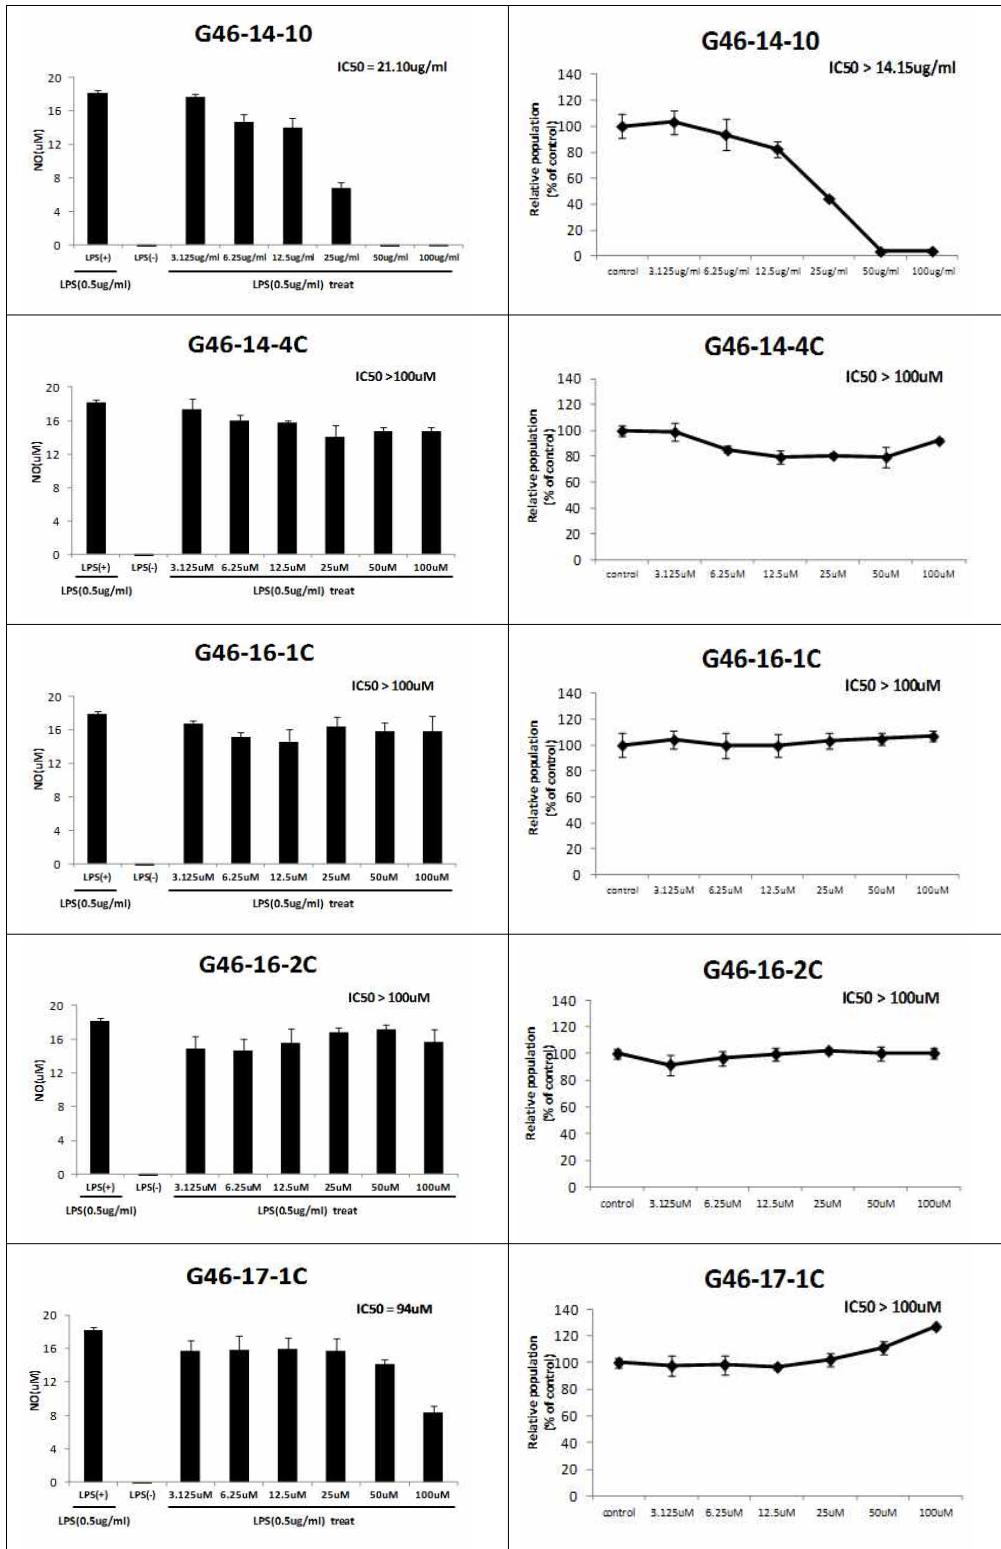 G46-14-10
IC50 = 21.10ug/ml
NO(uM)
20
16
12
8
4
0
LPS(+) LPS(-) 3.125ug/ml 6.25ug/ml 12.5ug/ml 25ug/ml 50ug/ml 100ug/ml
LPS(0.5ug/ml) LPS(0.5ug/ml) treat
G46-14-10
IC50 > 14.15ug/ml
Relative population
(% of control)
140
120
100
80
60
40
20
0
control 3.125ug/ml 6.25ug/ml 12.5ug/ml 25ug/ml 50ug/ml 100ug/ml
G46-14-4C
IC50 >100uM
NO(uM)
20
16
12
8
4
0
LPS(+) LPS(-) 3.125uM 6.25uM 12.5uM 25uM 50uM 100uM
LPS(0.5ug/ml) LPS(0.5ug/ml) treat
G46-14-4C
IC50 > 100uM
Relative population
(% of control)
140
120
100
80
60
40
20
0
control 3.125uM 6.25uM 12.5uM 25uM 50uM 100uM
G46-16-1C
IC50 > 100uM
NO(uM)
20
16
12
8
4
0
LPS(+) LPS(-) 3.125uM 6.25uM 12.5uM 25uM 50uM 100uM
LPS(0.5ug/ml) LPS(0.5ug/ml) treat
G46-16-1C
IC50 > 100uM
Relative population
(% of control)
140
120
100
80
60
40
20
0
control 3.125uM 6.25uM 12.5uM 25uM 50uM 100uM
G46-16-2C
IC50 > 100uM
NO(uM)
20
16
12
8
4
0
LPS(+) LPS(-) 3.125uM 6.25uM 12.5uM 25uM 50uM 100uM
LPS(0.5ug/ml) LPS(0.5ug/ml) treat
G46-16-2C
IC50 > 100uM
Relative population
(% of control)
140
120
100
80
60
40
20
0
control 3.125uM 6.25uM 12.5uM 25uM 50uM 100uM
G46-17-1C
IC50 = 94uM
NO(uM)
20
16
12
8
4
0
LPS(+) LPS(-) 3.125uM 6.25uM 12.5uM 25uM 50uM 100uM
LPS(0.5ug/ml) LPS(0.5ug/ml) treat
G46-17-1C
IC50 > 100uM
Relative population
(% of control)
140
120
100
80
60
40
20
0
control 3.125uM 6.25uM 12.5uM 25uM 50uM 100uM